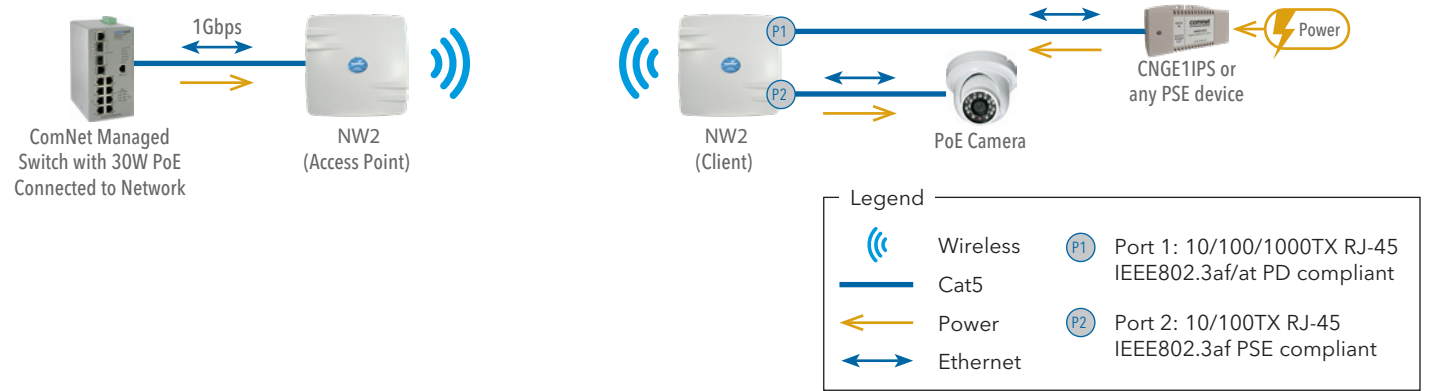 1Gbps
ComNet Managed
Switch with 30W PoE
Connected to Network
NW2
(Access Point)
NW2
(Client)
P1
P2
PoE Camera
comnet
CNGE1IPS or
any PSE device
Power
Legend
Wireless
Cat5
Power
Ethernet
P1 Port 1: 10/100/1000TX RJ-45
IEEE802.3af/at PD compliant
P2 Port 2: 10/100TX RJ-45
IEEE802.3af PSE compliant